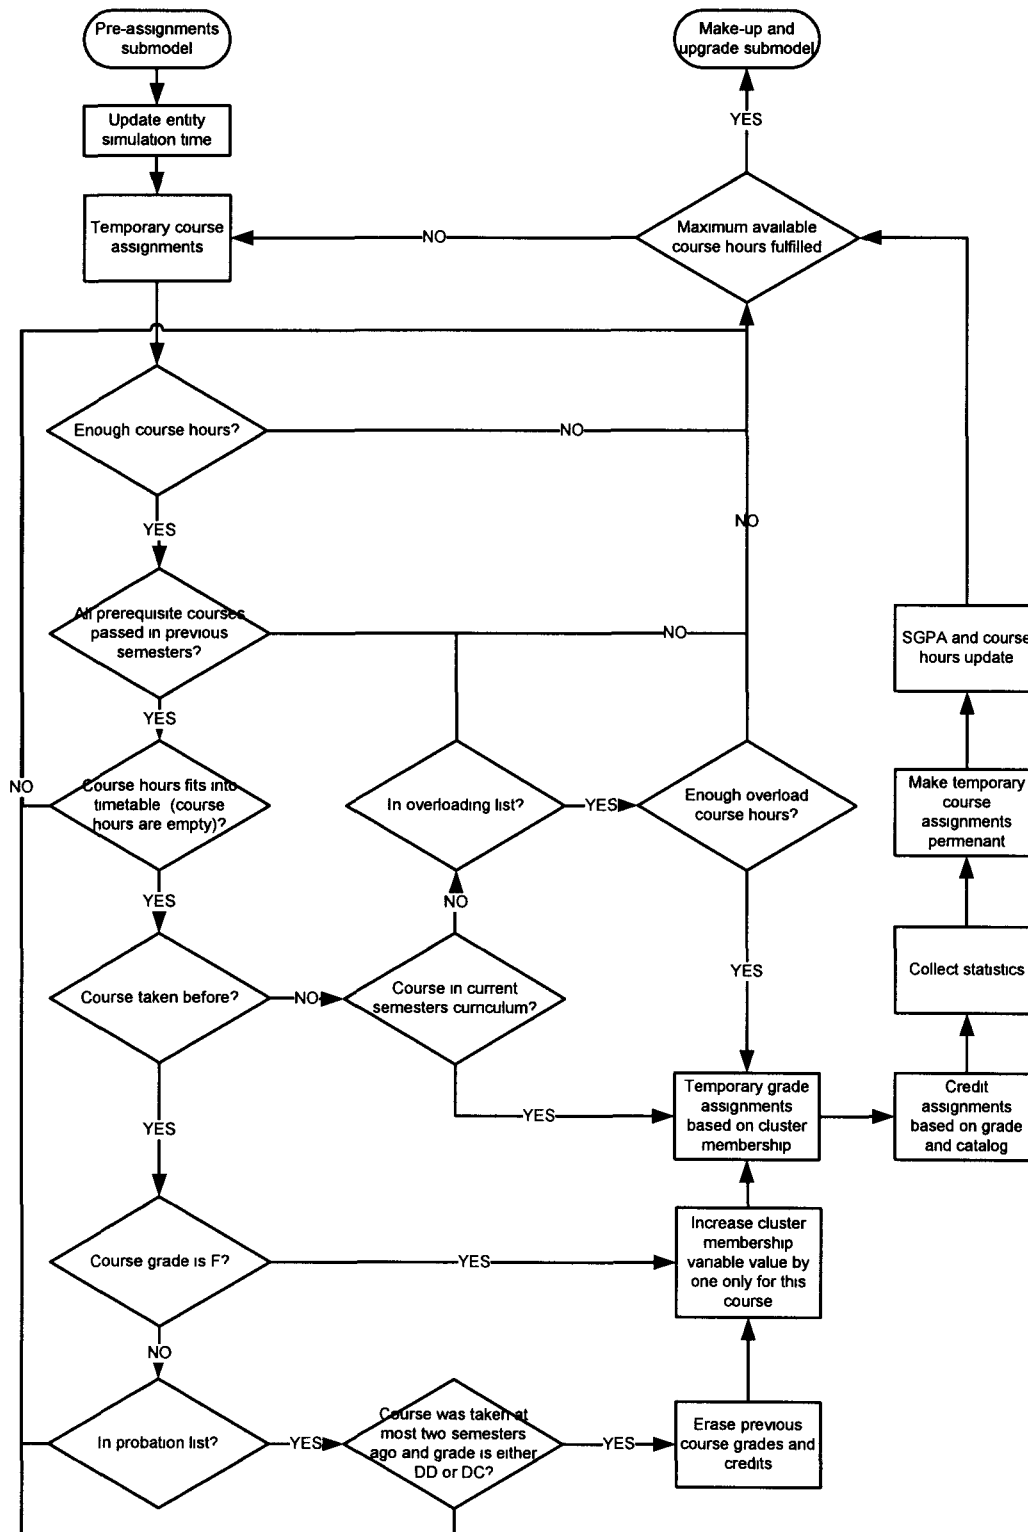 Pre-assignments
submodel
Make-up and
upgrade submodel
YES
Update entity
simulation time
Temporary course
assignments
NO
Maximum available
course hours fulfilled
Enough course hours?
NO
YES
NO
All prerequisite courses
passed in previous
semesters?
NO
SGPA and course
hours update
YES
NO
Course hours fits into
timetable (course
hours are empty)?
In overloading list?
YES
Enough overload
course hours?
Make temporary
course
assignments
permenant
YES
NO
Course taken before?
NO
Course in current
semesters curriculum?
YES
Collect statistics
YES
YES
Temporary grade
assignments
based on cluster
membership
Credit
assignments
based on grade
and catalog
Course grade is F?
YES
Increase cluster
membership
variable value by
one only for this
course
NO
In probation list?
YES
Course was taken at
most two semesters
ago and grade is either
DD or DC?
YES
Erase previous
course grades and
credits